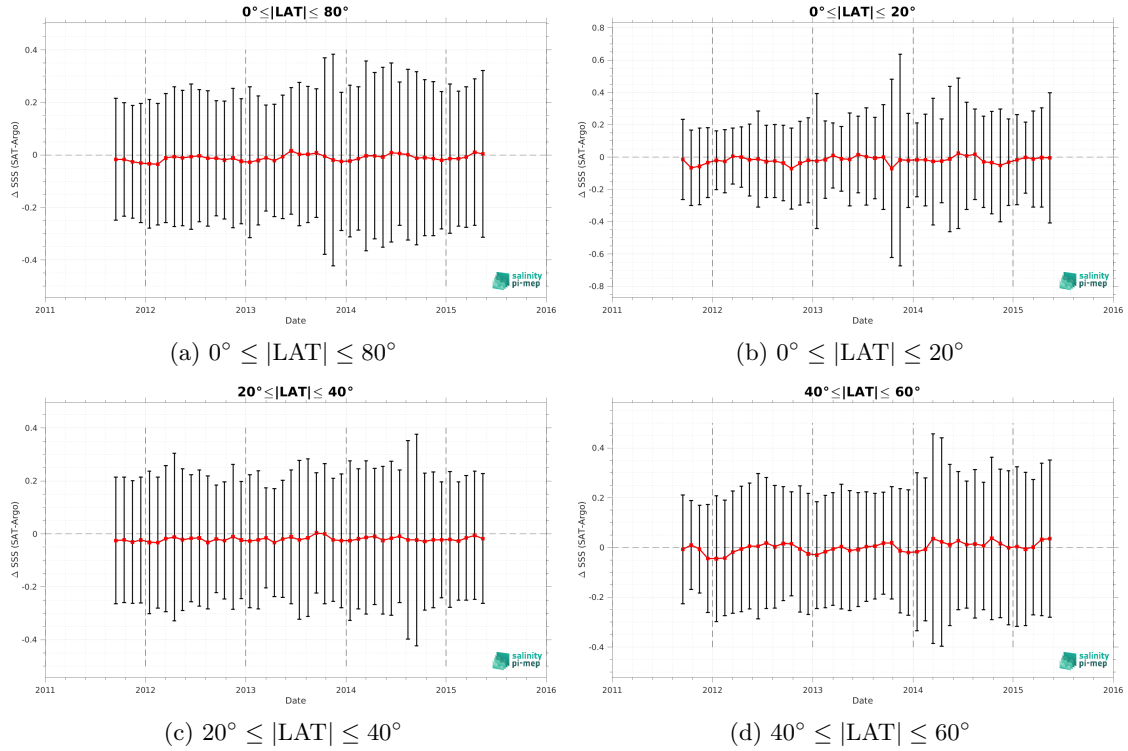 0°≤|LAT|≤ 80°
Δ SSS (SAT-Argo)
0.4
0.2
0
-0.2
-0.4
salinity
pi-mep
2011 2012 2013 2014 2015 2016
Date
(a) 0° ≤ |LAT| ≤ 80°
0°≤|LAT|≤ 20°
Δ SSS (SAT-Argo)
0.8
0.6
0.4
0.2
0
-0.2
-0.4
-0.6
-0.8
salinity
pi-mep
2011 2012 2013 2014 2015 2016
Date
(b) 0° ≤ |LAT| ≤ 20°
20°≤|LAT|≤ 40°
Δ SSS (SAT-Argo)
0.4
0.2
0
-0.2
-0.4
salinity
pi-mep
2011 2012 2013 2014 2015 2016
Date
(c) 20° ≤ |LAT| ≤ 40°
40°≤|LAT|≤ 60°
Δ SSS (SAT-Argo)
0.4
0.2
0
-0.2
-0.4
salinity
pi-mep
2011 2012 2013 2014 2015 2016
Date
(d) 40° ≤ |LAT| ≤ 60°